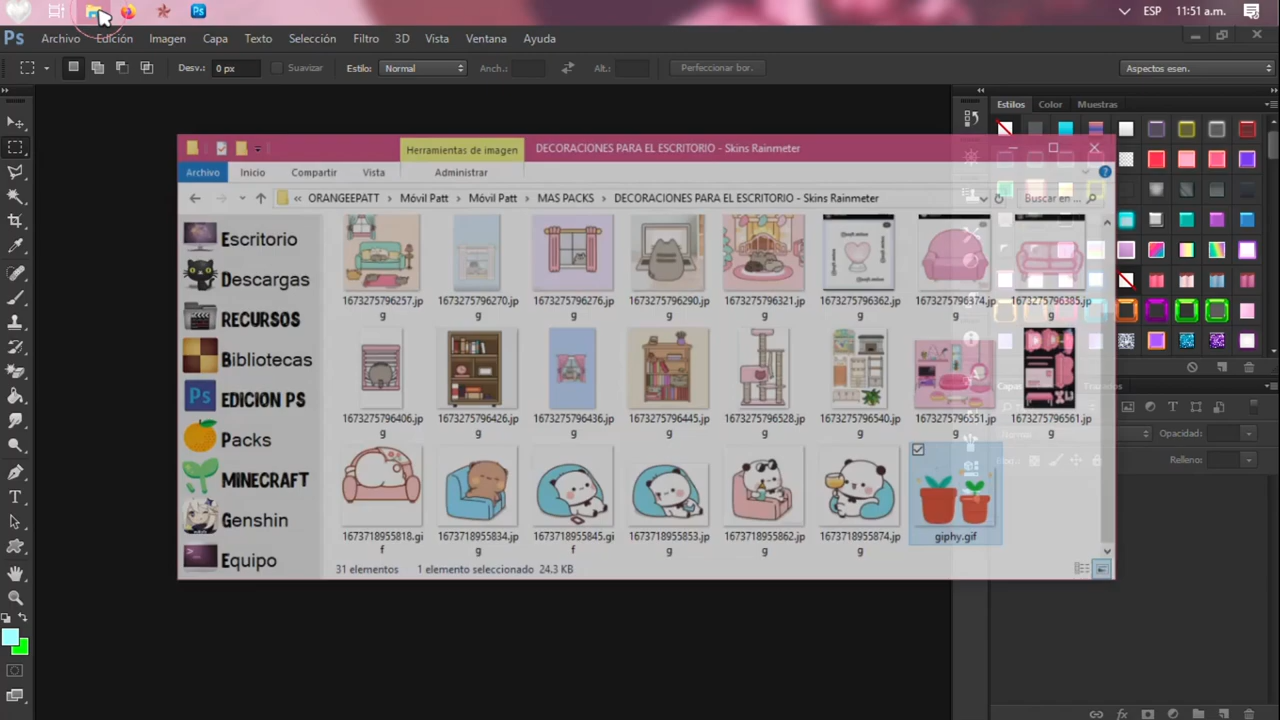 ESP 11:51 a.m.
Ps Archivo Edición Imagen Capa Texto Selección Filtro 3D Vista Ventana Ayuda
Desv.: 0 px Suavizar Estilo: Normal Anch.: Alt.: Perfeccionar bor. Aspectos esen.
Estilos Color Muestras
Herramientas de imagen DECORACIONES PARA EL ESCRITORIO - Skins Rainmeter
Archivo Inicio Compartir Vista Administrar
« ORANGEEPATT Móvil Patt Móvil Patt MAS PACKS DECORACIONES PARA EL ESCRITORIO - Skins Rainmeter Buscar en ...
Escritorio
Descargas
RECURSOS
Bibliotecas
Ps EDICION PS
Packs
MINECRAFT
Genshin
Equipo
1673275796257.jpg
1673275796270.jpg
1673275796276.jpg
1673275796290.jpg
1673275796321.jpg
1673275796362.jpg
1673275796374.jpg
1673275796385.jpg
1673275796406.jpg
1673275796426.jpg
1673275796436.jpg
1673275796445.jpg
1673275796528.jpg
1673275796540.jpg
1673275796551.jpg
1673275796561.jpg
1673718955818.gif
1673718955834.jpg
1673718955845.gif
1673718955853.jpg
1673718955862.jpg
1673718955874.jpg
giphy.gif
31 elementos 1 elemento seleccionado 24.3 KB
Capas Trazados
Normal Opacidad:
Relleno: